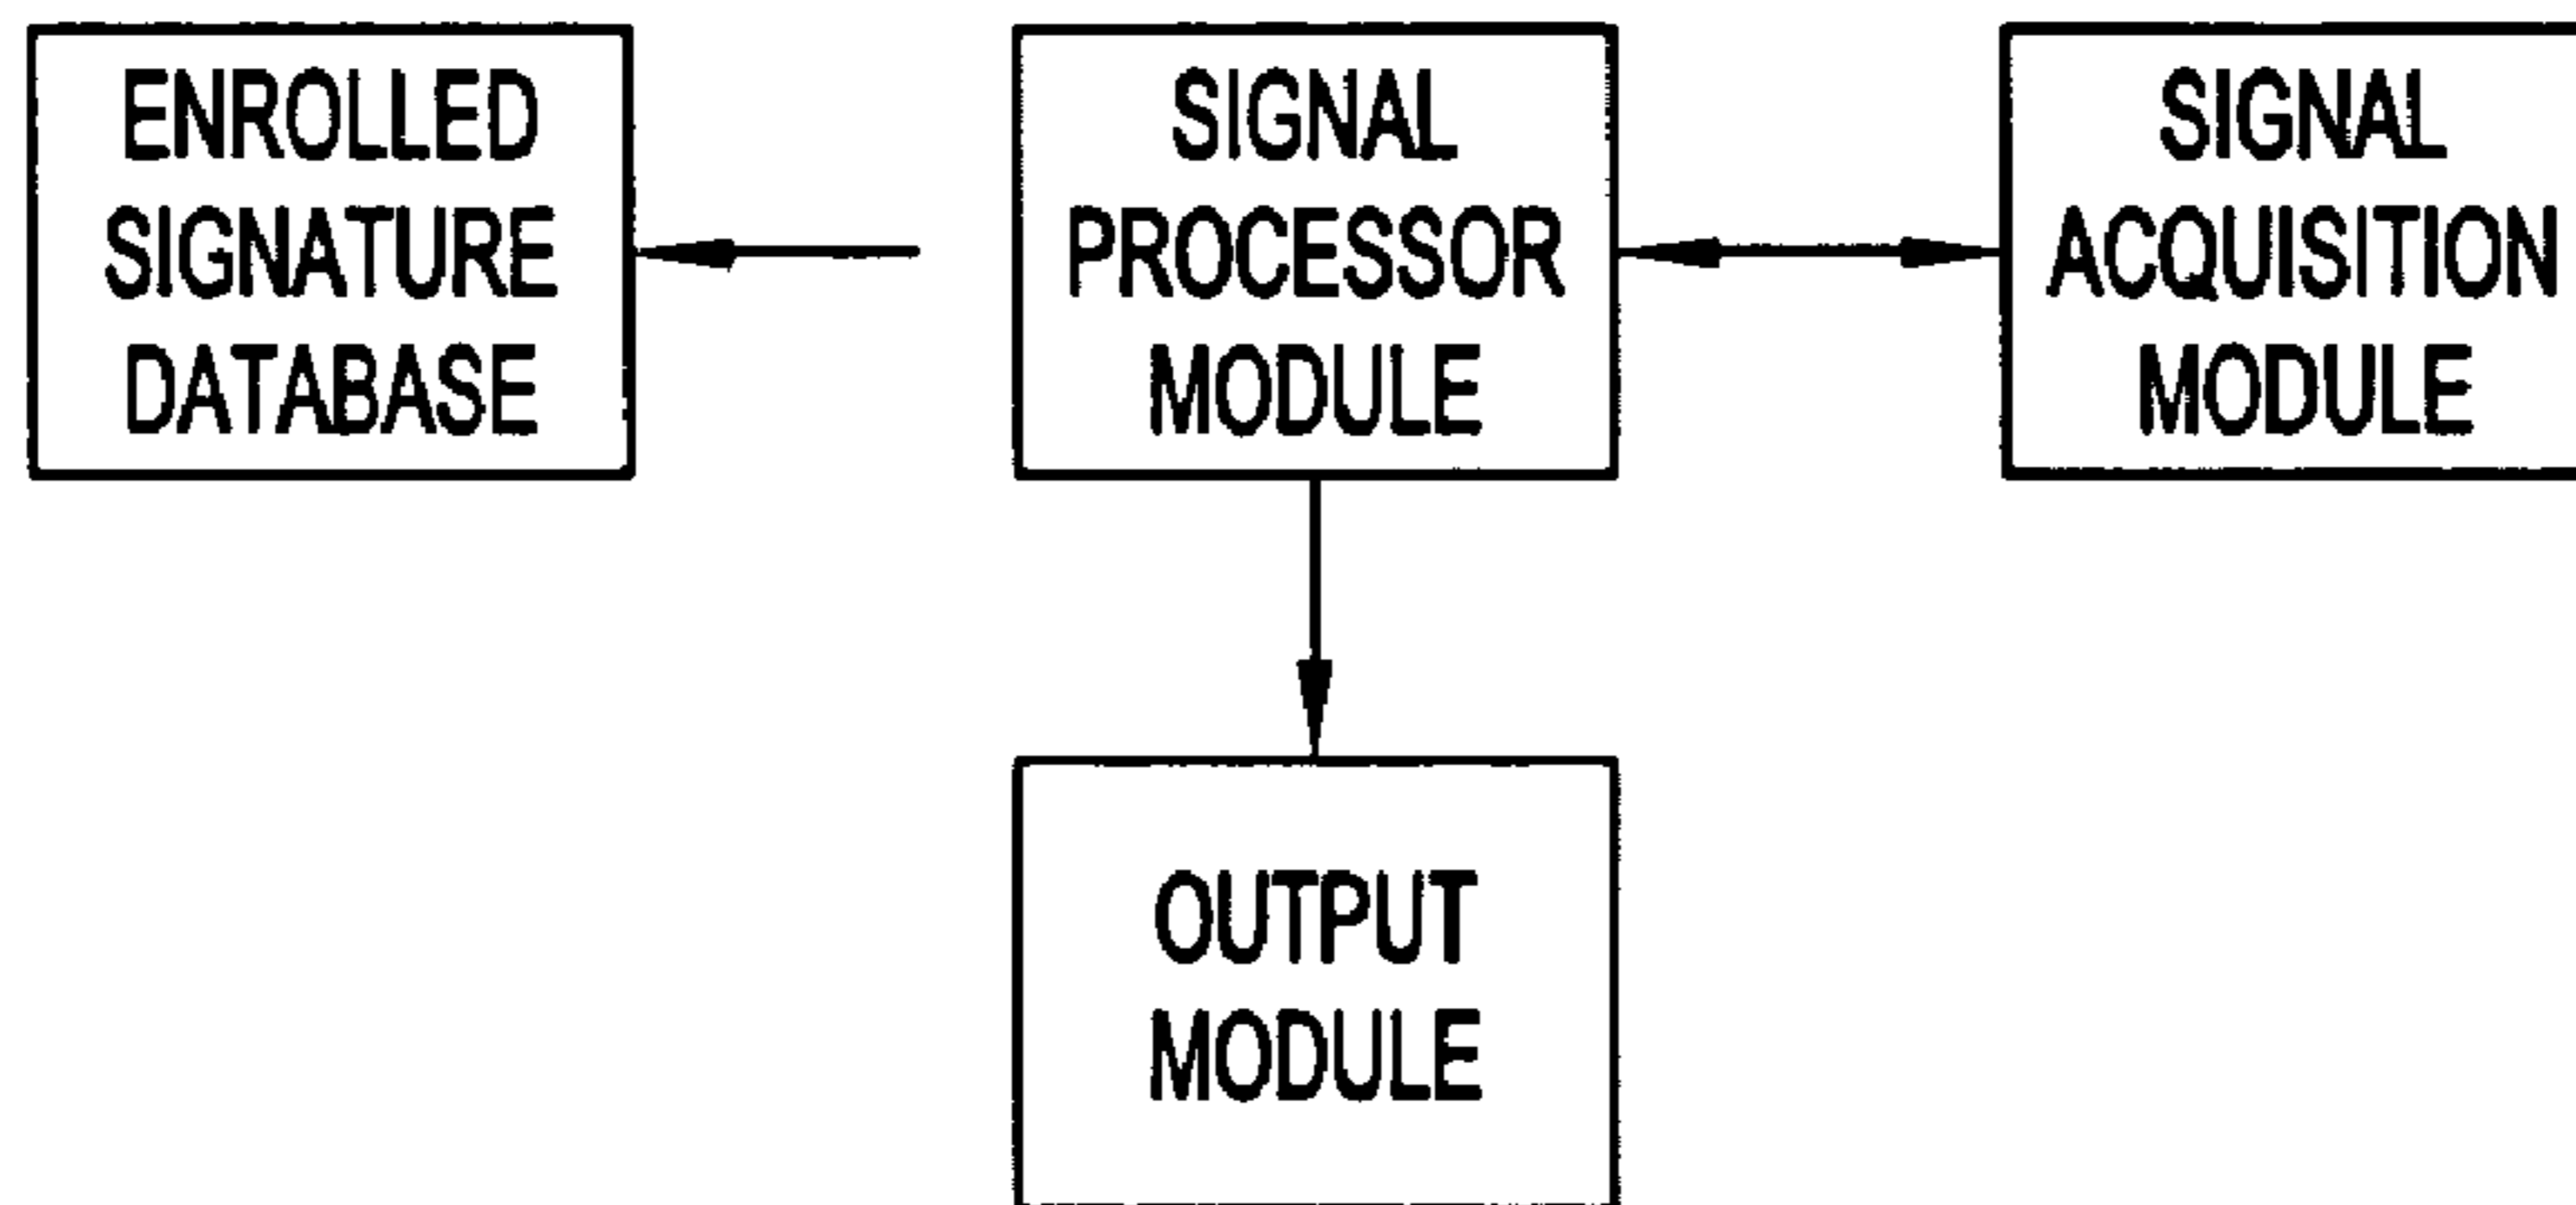 ENROLLED
SIGNATURE
DATABASE
SIGNAL
PROCESSOR
MODULE
SIGNAL
ACQUISITION
MODULE
OUTPUT
MODULE